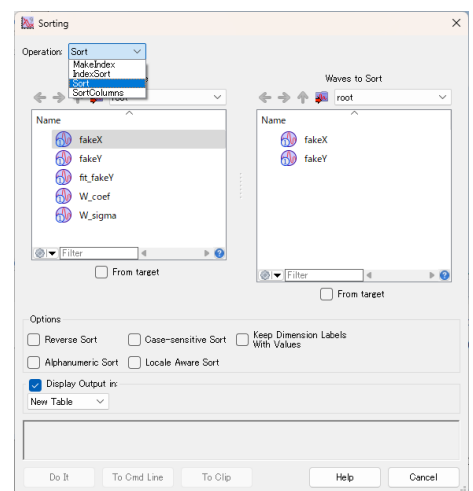 Sorting
Operation: Sort
MakeIndex
IndexSort
Sort
SortColumns
root
Name
fakeX
fakeY
fit_fakeY
W_coef
W_sigma
Filter
From target
Waves to Sort
root
Name
fakeX
fakeY
Filter
From target
Options
Reverse Sort
Case-sensitive Sort
Keep Dimension Labels
With Values
Alphanumeric Sort
Locale Aware Sort
Display Output in:
New Table
Do It
To Cmd Line
To Clip
Help
Cancel